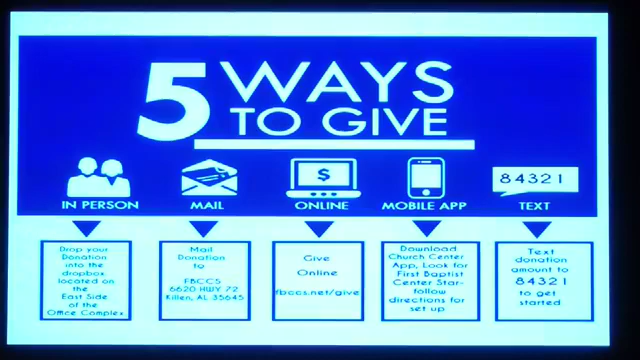 5 WAYS
TO GIVE
$
84321
IN PERSON
MAIL
ONLINE
MOBILE APP
TEXT
Drop your
Donation
into the
dropbox
located on
the
East Side
of the
Office Complex
Mail
Donation
to
FBCCS
6620 HWY 72
Killen, AL 35645
Give
Online
fbccs.net/give
Download
Church Center
App, Look for
First Baptist
Center Star-
follow
directions for
set up
Text
donation
amount to
84321
to get
started